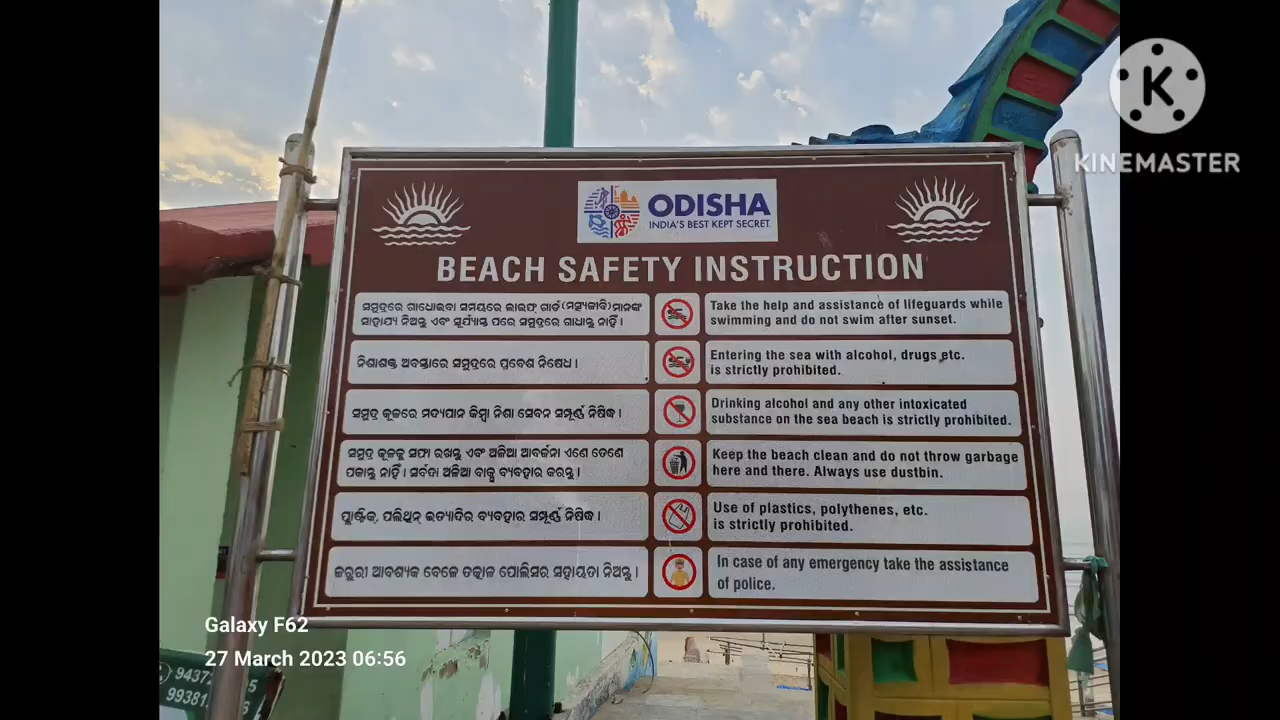 KINEMASTER
ODISHA
INDIA'S BEST KEPT SECRET
BEACH SAFETY INSTRUCTION
ସମୁଦ୍ରରେ ଗାଧୋଇବା ସମୟରେ ଲାଇଫ୍ ଗାର୍ଡ (ମତ୍ସ୍ୟଜୀବି) ମାନଙ୍କ
ସାହାଯ୍ୟ ନିଅନ୍ତୁ ଏବଂ ସୂର୍ଯ୍ୟାସ୍ତ ପରେ ସମୁଦ୍ରରେ ଗାଧାନ୍ତୁ ନାହିଁ ।
Take the help and assistance of lifeguards while
swimming and do not swim after sunset.
ନିଶାଶକ୍ତ ଅବସ୍ଥାରେ ସମୁଦ୍ରରେ ପ୍ରବେଶ ନିଷେଧ ।
Entering the sea with alcohol, drugs etc.
is strictly prohibited.
ସମୁଦ୍ର କୂଳରେ ମଦ୍ୟପାନ କିମ୍ବା ନିଶା ସେବନ ସମ୍ପୂର୍ଣ୍ଣ ନିଷିଦ୍ଧ ।
Drinking alcohol and any other intoxicated
substance on the sea beach is strictly prohibited.
ସମୁଦ୍ର କୂଳକୁ ସଫା ରଖନ୍ତୁ ଏବଂ ଅଳିଆ ଆବର୍ଜନା ଏଣେ ତେଣେ
ପକାନ୍ତୁ ନାହିଁ । ସର୍ବଦା ଅଳିଆ ବାକ୍ସ ବ୍ୟବହାର କରନ୍ତୁ ।
Keep the beach clean and do not throw garbage
here and there. Always use dustbin.
ପ୍ଲାଷ୍ଟିକ୍, ପଲିଥିନ୍ ଇତ୍ୟାଦିର ବ୍ୟବହାର ସମ୍ପୂର୍ଣ୍ଣ ନିଷିଦ୍ଧ ।
Use of plastics, polythenes, etc.
is strictly prohibited.
ଜରୁରୀ ଆବଶ୍ୟକ ବେଳେ ତତ୍କାଳ ପୋଲିସର ସହାୟତା ନିଅନ୍ତୁ ।
In case of any emergency take the assistance
of police.
Galaxy F62
27 March 2023 06:56